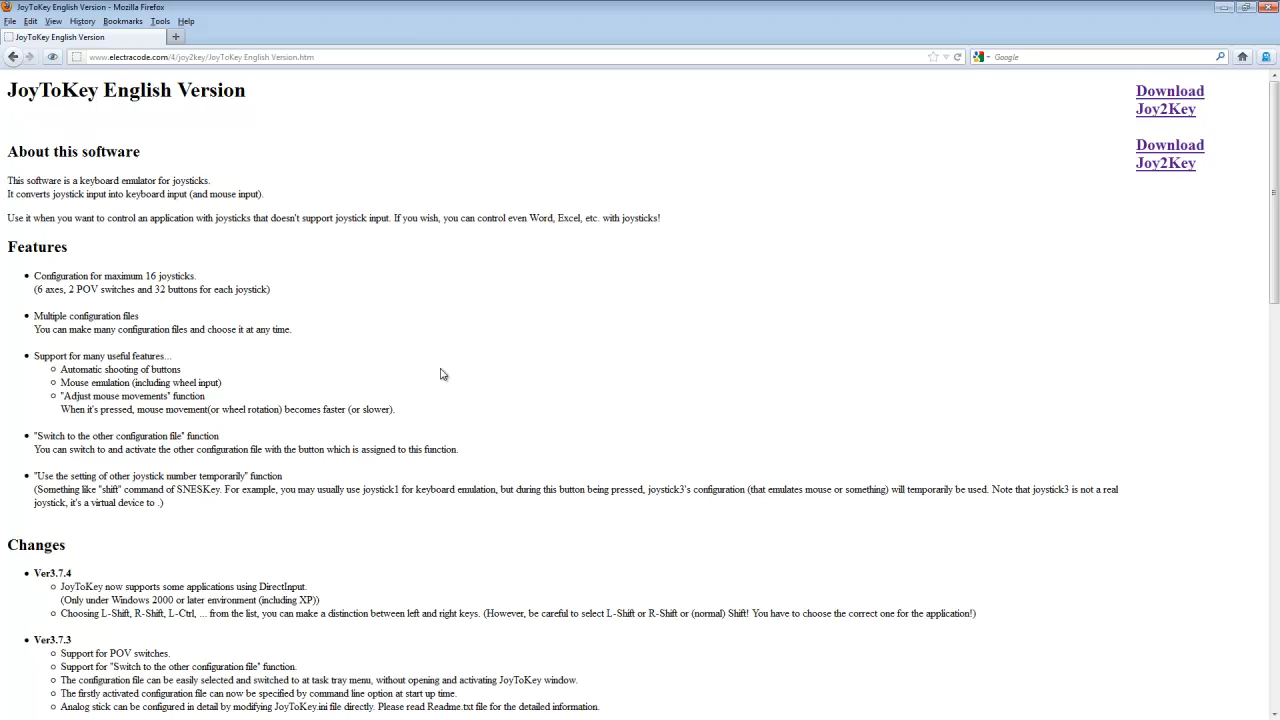 JoyToKey English Version - Mozilla Firefox
File Edit View History Bookmarks Tools Help
JoyToKey English Version
www.electracode.com/4/joy2key/JoyToKey English Version.htm
Google
JoyToKey English Version
Download
Joy2Key
Download
Joy2Key
About this software
This software is a keyboard emulator for joysticks.
It converts joystick input into keyboard input (and mouse input).
Use it when you want to control an application with joysticks that doesn't support joystick input. If you wish, you can control even Word, Excel, etc. with joysticks!
Features
Configuration for maximum 16 joysticks.
(6 axes, 2 POV switches and 32 buttons for each joystick)
Multiple configuration files
You can make many configuration files and choose it at any time.
Support for many useful features...
Automatic shooting of buttons
Mouse emulation (including wheel input)
"Adjust mouse movements" function
When it's pressed, mouse movement(or wheel rotation) becomes faster (or slower).
"Switch to the other configuration file" function
You can switch to and activate the other configuration file with the button which is assigned to this function.
"Use the setting of other joystick number temporarily" function
(Something like "shift" command of SNESKey. For example, you may usually use joystick1 for keyboard emulation, but during this button being pressed, joystick3's configuration (that emulates mouse or something) will temporarily be used. Note that joystick3 is not a real
joystick, it's a virtual device to .)
Changes
Ver3.7.4
JoyToKey now supports some applications using DirectInput.
(Only under Windows 2000 or later environment (including XP))
Choosing L-Shift, R-Shift, L-Ctrl, ... from the list, you can make a distinction between left and right keys. (However, be careful to select L-Shift or R-Shift or (normal) Shift! You have to choose the correct one for the application!)
Ver3.7.3
Support for POV switches.
Support for "Switch to the other configuration file" function.
The configuration file can be easily selected and switched to at task tray menu, without opening and activating JoyToKey window.
The firstly activated configuration file can now be specified by command line option at start up time.
Analog stick can be configured in detail by modifying JoyToKey.ini file directly. Please read Readme.txt file for the detailed information.